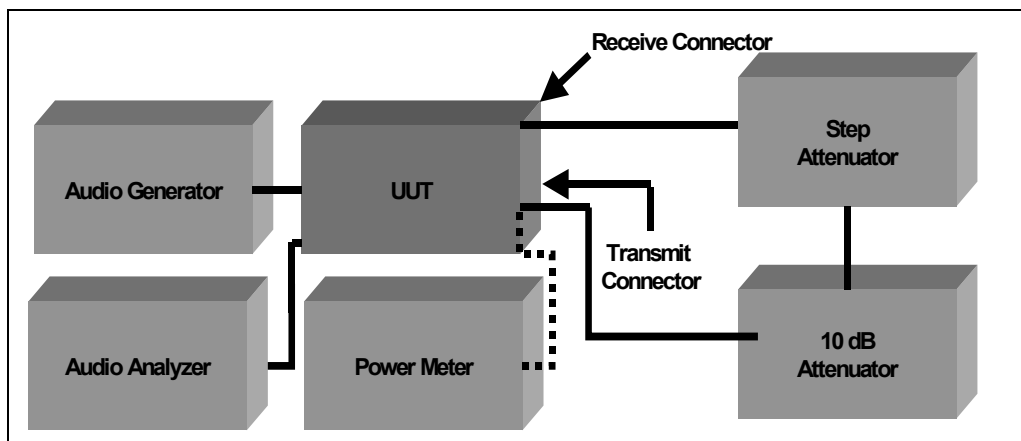 Receive Connector
Step
Attenuator
Audio Generator
UUT
Transmit
Connector
Audio Analyzer
Power Meter
10 dB
Attenuator